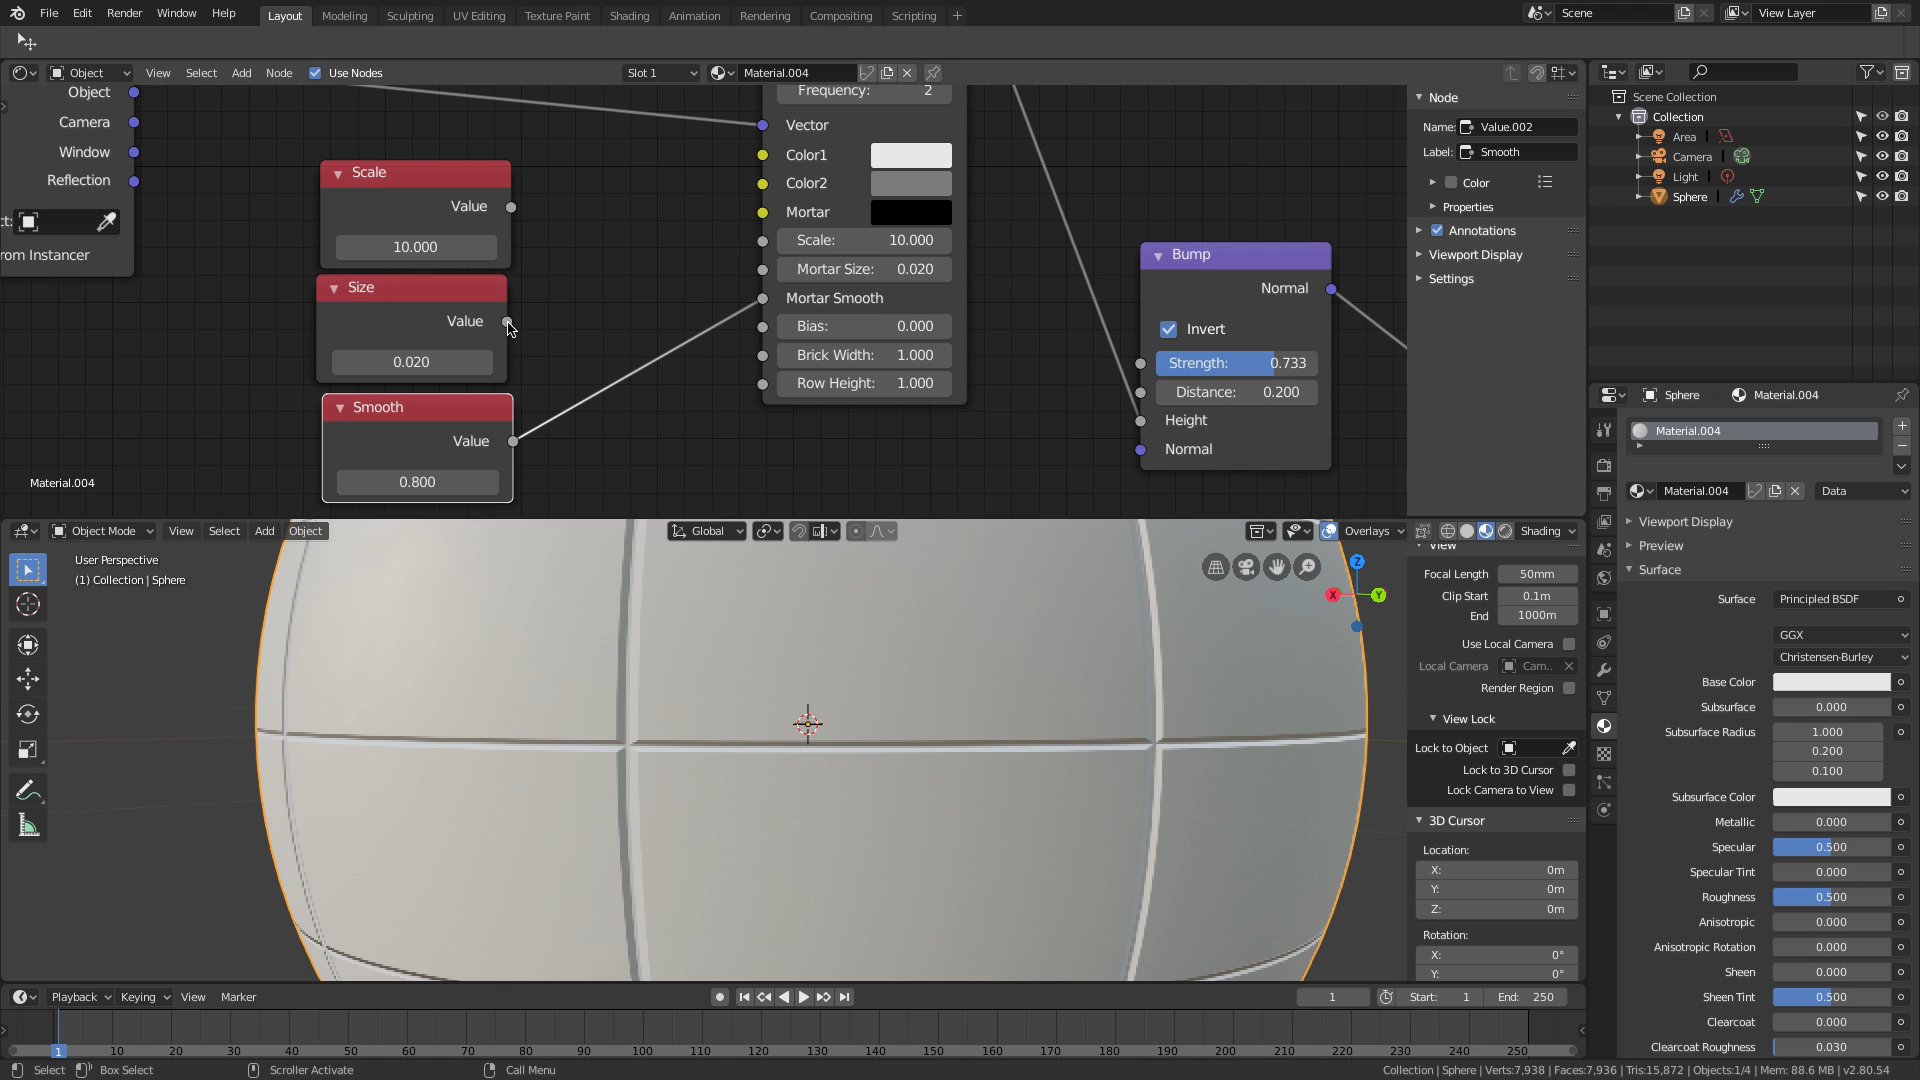 File Edit Render Window Help Layout Modeling Sculpting UV Editing Texture Paint Shading Animation Rendering Compositing Scripting + Scene View Layer
Object View Select Add Node Use Nodes Slot 1 Material.004
Object
Camera
Window
Reflection
ct:
rom Instancer
Material.004
Scale
Value
10.000
Size
Value
0.020
Smooth
Value
0.800
Frequency: 2
Vector
Color1
Color2
Mortar
Scale: 10.000
Mortar Size: 0.020
Mortar Smooth
Bias: 0.000
Brick Width: 1.000
Row Height: 1.000
Bump
Normal
Invert
Strength: 0.733
Distance: 0.200
Height
Normal
Node
Name: Value.002
Label: Smooth
Color
Properties
Annotations
Viewport Display
Settings
Scene Collection
Collection
Area
Camera
Light
Sphere
Sphere Material.004
Material.004
Material.004 Data
Viewport Display
Preview
Surface
Surface Principled BSDF
GGX
Christensen-Burley
Base Color
Subsurface 0.000
Subsurface Radius 1.000
0.200
0.100
Subsurface Color
Metallic 0.000
Specular 0.500
Specular Tint 0.000
Roughness 0.500
Anisotropic 0.000
Anisotropic Rotation 0.000
Sheen 0.000
Sheen Tint 0.500
Clearcoat 0.000
Clearcoat Roughness 0.030
Object Mode View Select Add Object Global Overlays Shading
User Perspective
(1) Collection | Sphere
Z
X
Y
View
Focal Length 50mm
Clip Start 0.1m
End 1000m
Use Local Camera
Local Camera Cam..
Render Region
View Lock
Lock to Object
Lock to 3D Cursor
Lock Camera to View
3D Cursor
Location:
X: 0m
Y: 0m
Z: 0m
Rotation:
X: 0°
Y: 0°
Playback Keying View Marker 1 Start: 1 End: 250
1 10 20 30 40 50 60 70 80 90 100 110 120 130 140 150 160 170 180 190 200 210 220 230 240 250
Select Box Select Scroller Activate Call Menu Collection | Sphere | Verts:7,938 | Faces:7,936 | Tris:15,872 | Objects:1/4 | Mem: 88.6 MB | v2.80.54